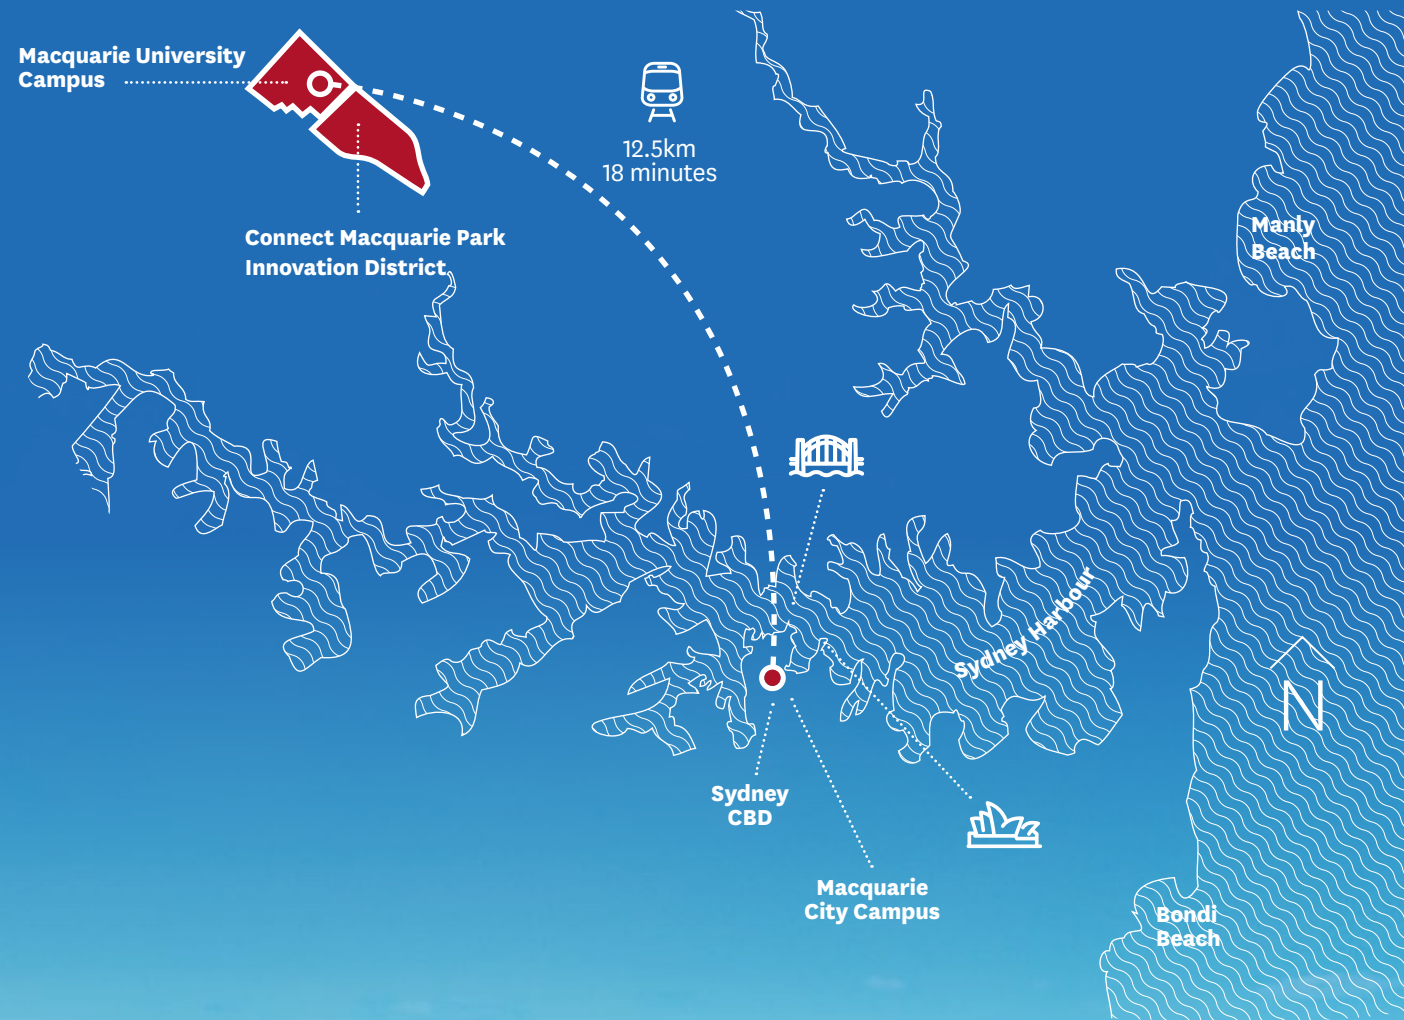 Macquarie University
Campus
12.5km
18 minutes
Connect Macquarie Park
Innovation District
Manly
Beach
Sydney Harbour
N
Sydney
CBD
Macquarie
City Campus
Bondi
Beach